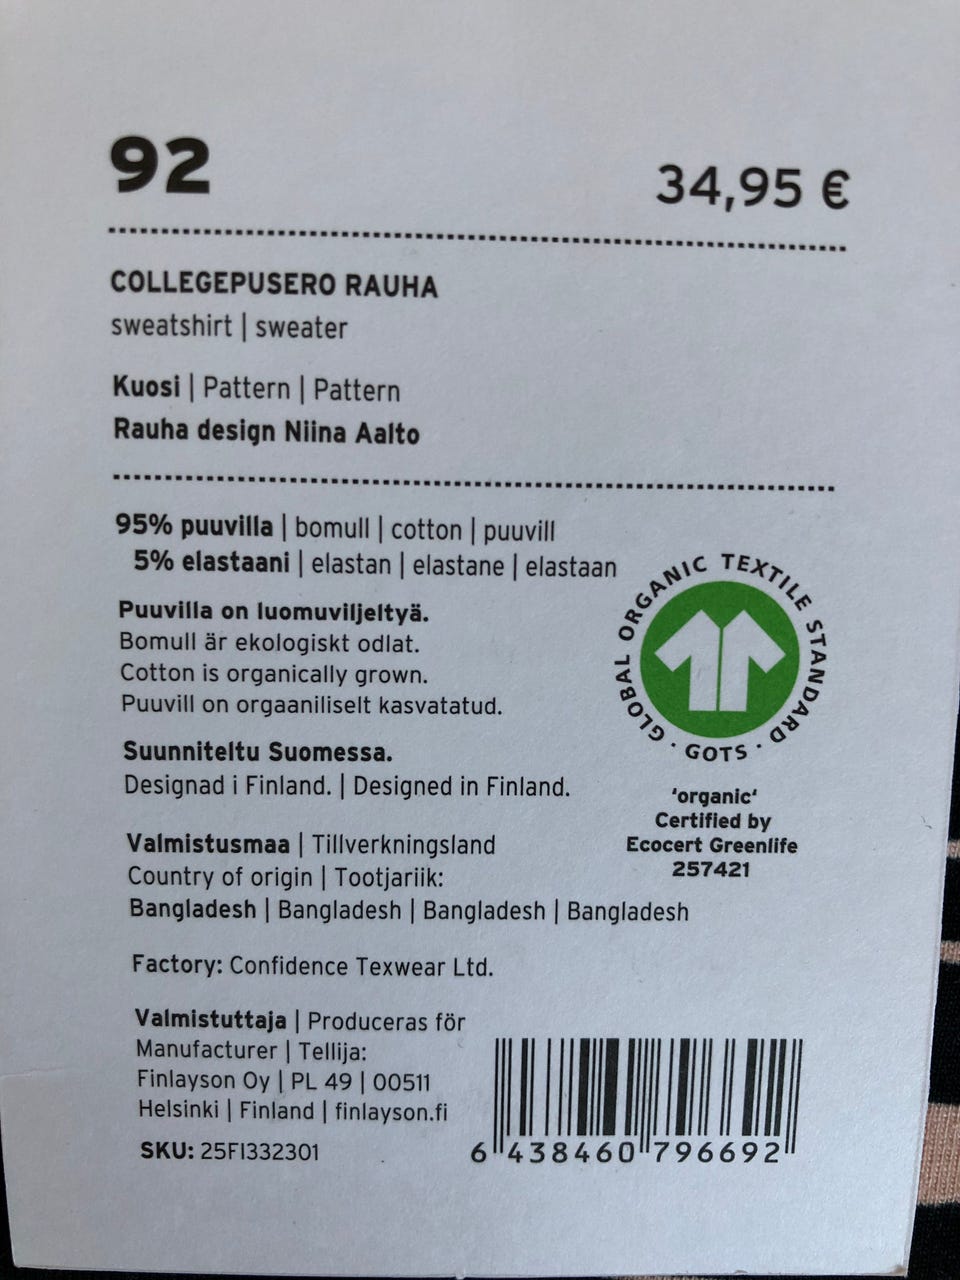 92
34,95 €
COLLEGEPUSERO RAUHA
sweatshirt | sweater
Kuosi | Pattern | Pattern
Rauha design Niina Aalto
95% puuvilla | bomull | cotton | puuvill
5% elastaani | elastan | elastane | elastaan
Puuvilla on luomuviljeltyä.
Bomull är ekologiskt odlat.
Cotton is organically grown.
Puuvill on orgaaniliselt kasvatatud.
GLOBAL ORGANIC TEXTILE STANDARD · GOTS ·
'organic'
Certified by
Ecocert Greenlife
257421
Suunniteltu Suomessa.
Designad i Finland. | Designed in Finland.
Valmistusmaa | Tillverkningsland
Country of origin | Tootjariik:
Bangladesh | Bangladesh | Bangladesh | Bangladesh
Factory: Confidence Texwear Ltd.
Valmistuttaja | Produceras för
Manufacturer | Tellija:
Finlayson Oy | PL 49 | 00511
Helsinki | Finland | finlayson.fi
SKU: 25FI332301
6 438460 796692